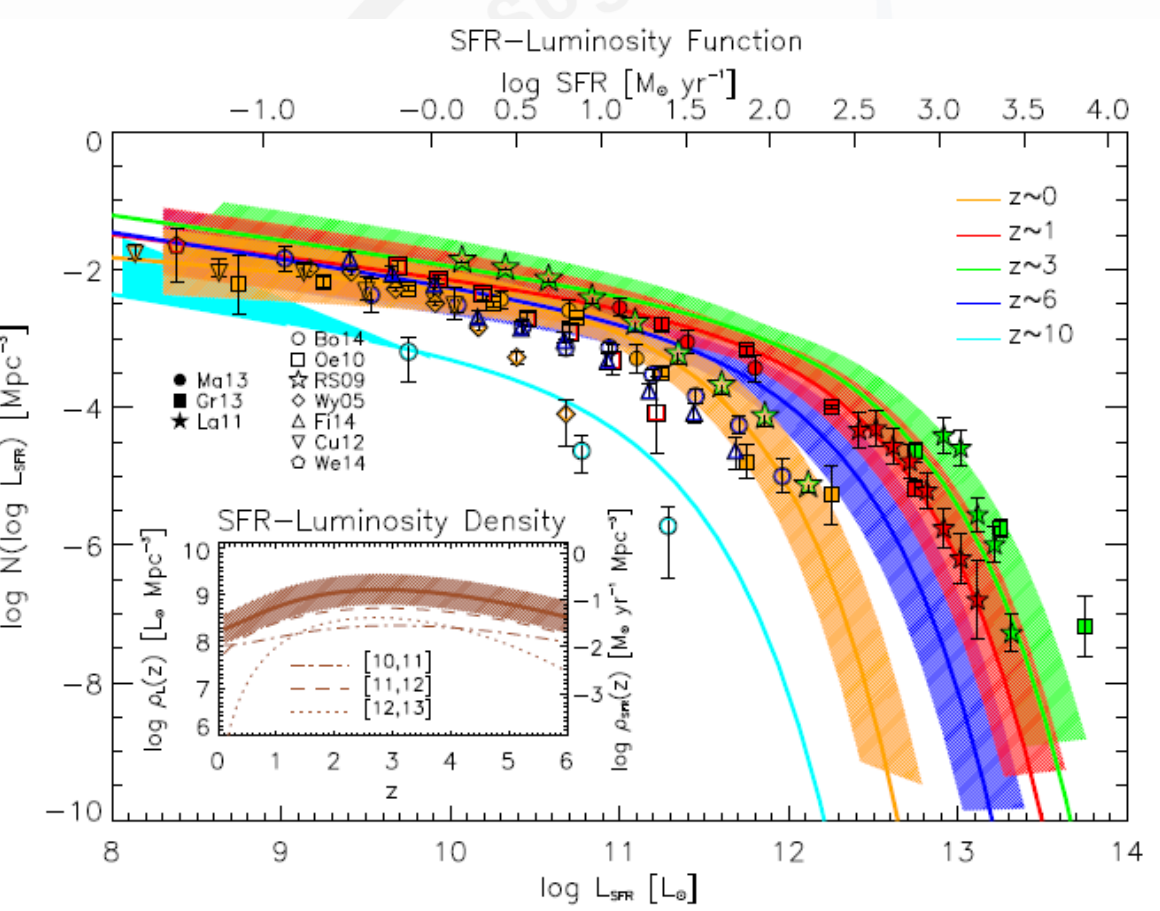 SFR−Luminosity Function
log SFR [M⊙ yr⁻¹]
−1.0 −0.0 0.5 1.0 1.5 2.0 2.5 3.0 3.5 4.0
0
−2
−4
−6
−8
−10
log N(log L_SFR) [Mpc⁻³]
z~0
z~1
z~3
z~6
z~10
Ma13
Gr13
La11
Bo14
Oe10
RS09
Wy05
Fi14
Cu12
We14
SFR−Luminosity Density
log ρ_L(z) [L⊙ Mpc⁻³]
10
9
8
7
6
[10,11]
[11,12]
[12,13]
0
−1
−2
−3
log ρ_SFR(z) [M⊙ yr⁻¹ Mpc⁻³]
0 1 2 3 4 5 6
z
8 9 10 11 12 13 14
log L_SFR [L⊙]